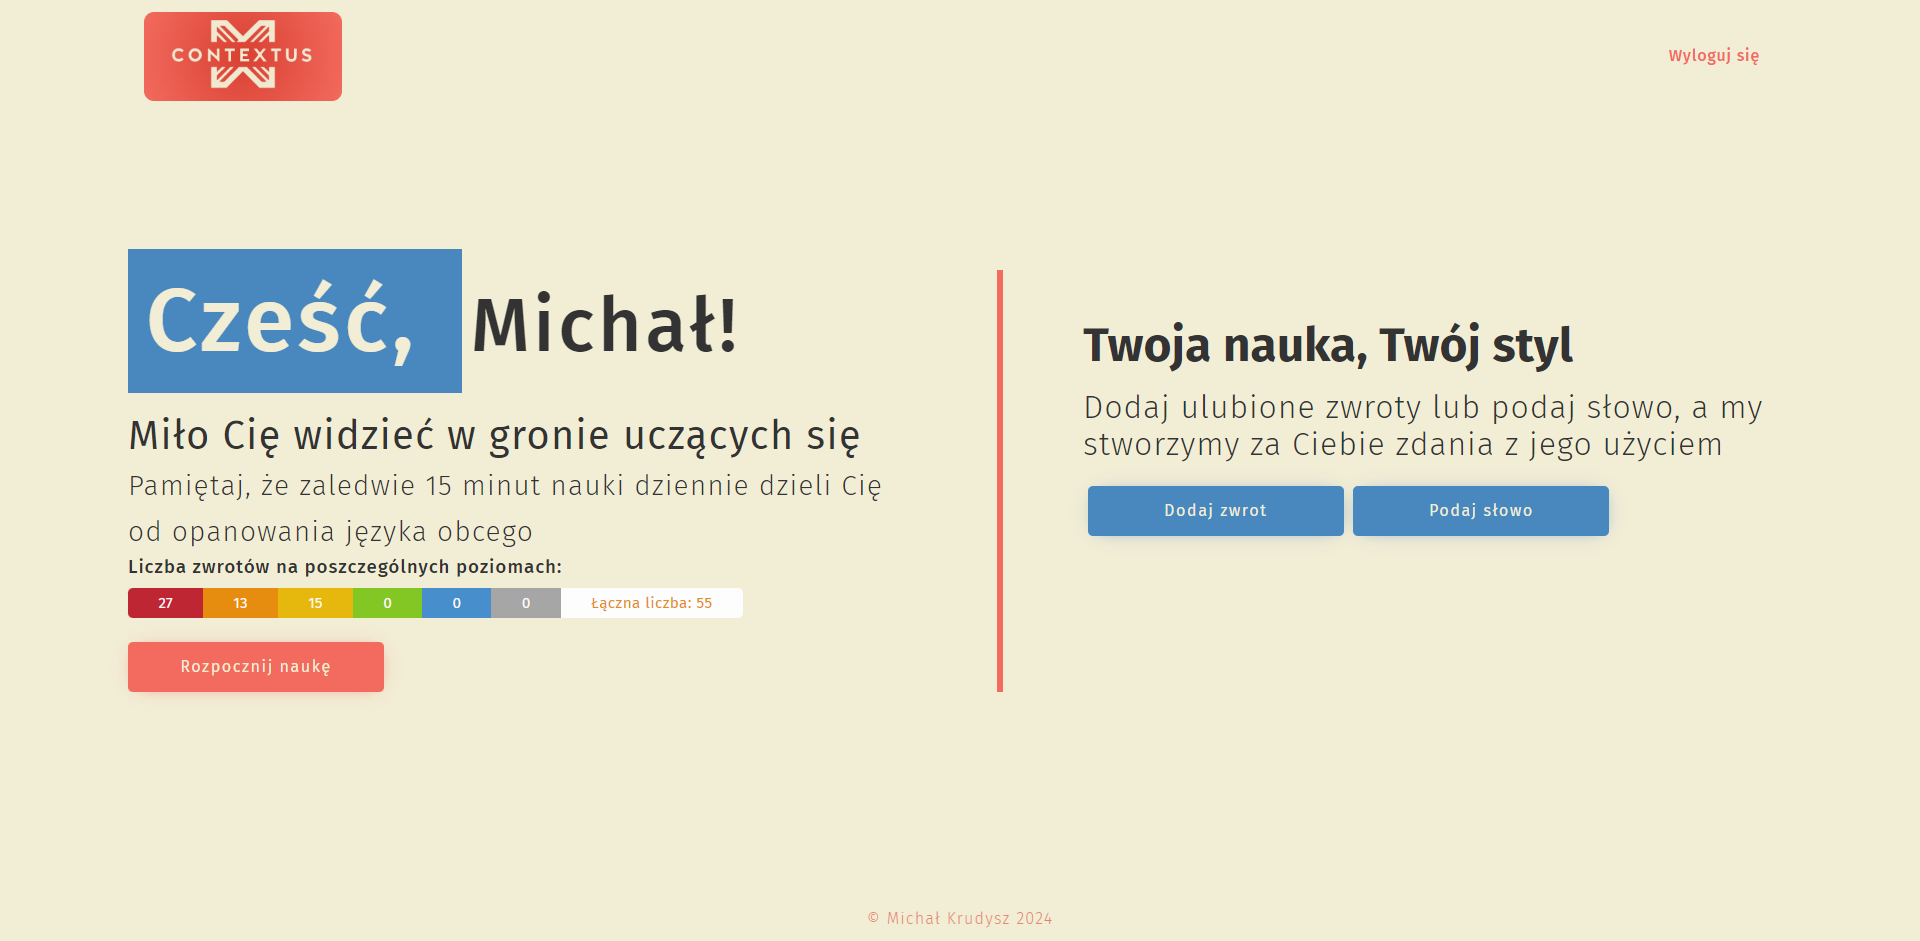 CONTEXTUS
Wyloguj się
Cześć, Michał!
Miło Cię widzieć w gronie uczących się
Pamiętaj, że zaledwie 15 minut nauki dziennie dzieli Cię
od opanowania języka obcego
Liczba zwrotów na poszczególnych poziomach:
27 13 15 0 0 0 Łączna liczba: 55
Rozpocznij naukę
Twoja nauka, Twój styl
Dodaj ulubione zwroty lub podaj słowo, a my
stworzymy za Ciebie zdania z jego użyciem
Dodaj zwrot Podaj słowo
© Michał Krudysz 2024